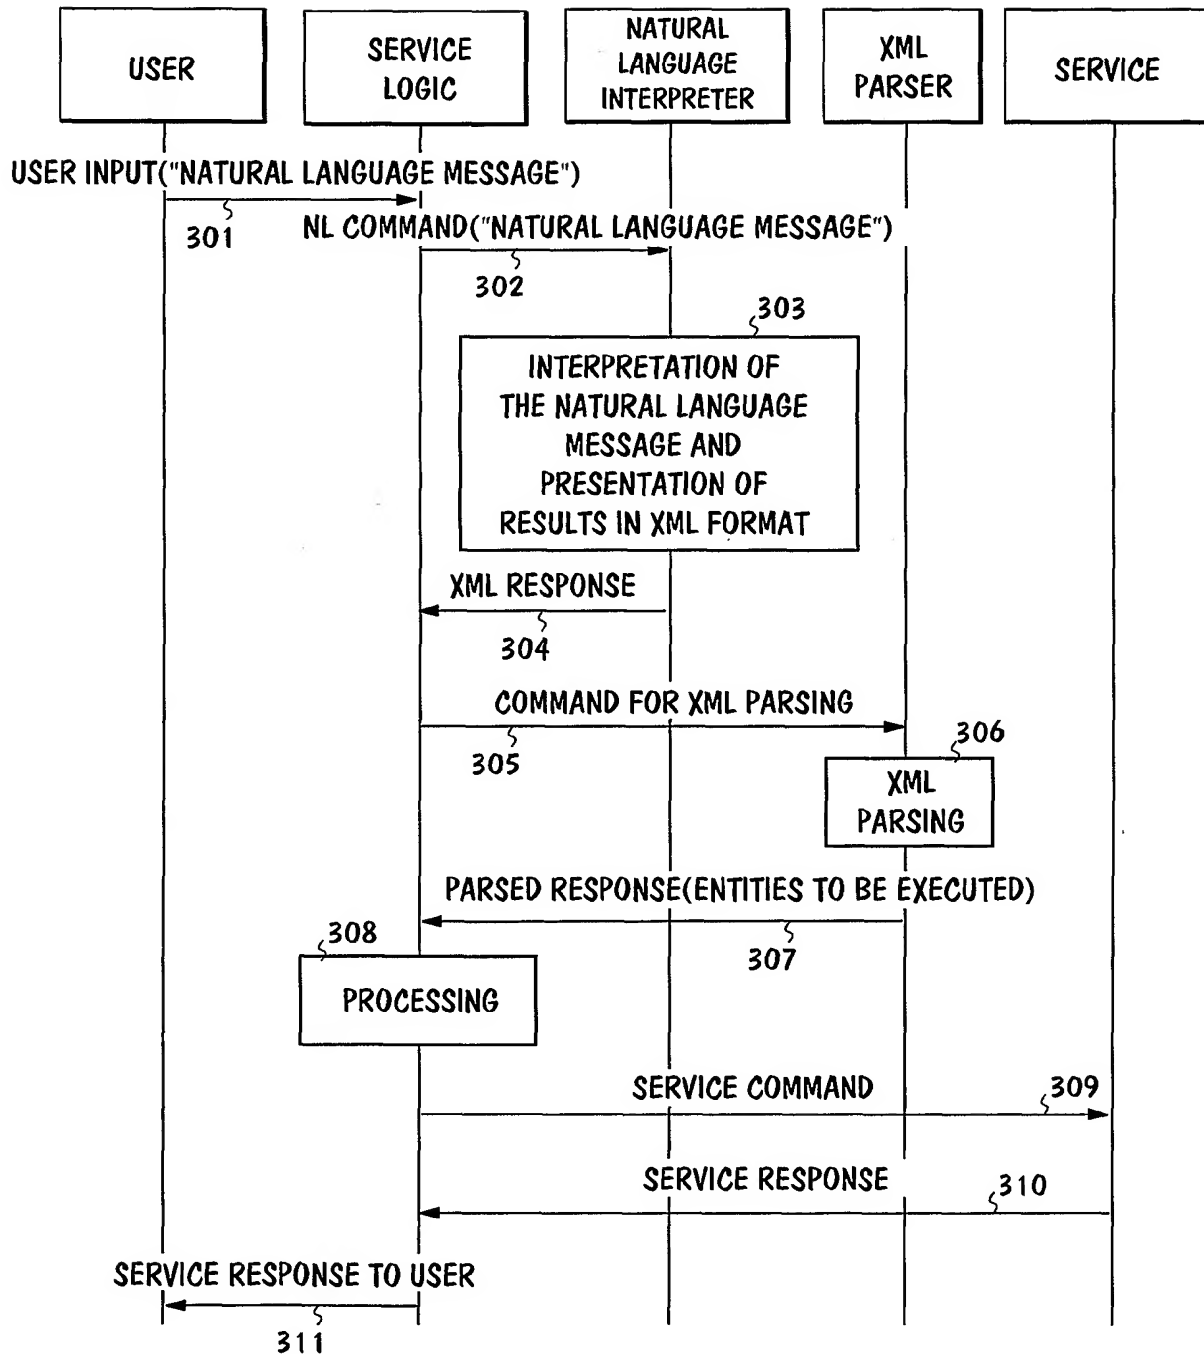 USER
SERVICE
LOGIC
NATURAL
LANGUAGE
INTERPRETER
XML
PARSER
SERVICE
USER INPUT("NATURAL LANGUAGE MESSAGE")
301
NL COMMAND("NATURAL LANGUAGE MESSAGE")
302
303
INTERPRETATION OF
THE NATURAL LANGUAGE
MESSAGE AND
PRESENTATION OF
RESULTS IN XML FORMAT
XML RESPONSE
304
COMMAND FOR XML PARSING
305
306
XML
PARSING
PARSED RESPONSE(ENTITIES TO BE EXECUTED)
307
308
PROCESSING
SERVICE COMMAND
309
SERVICE RESPONSE
310
SERVICE RESPONSE TO USER
311